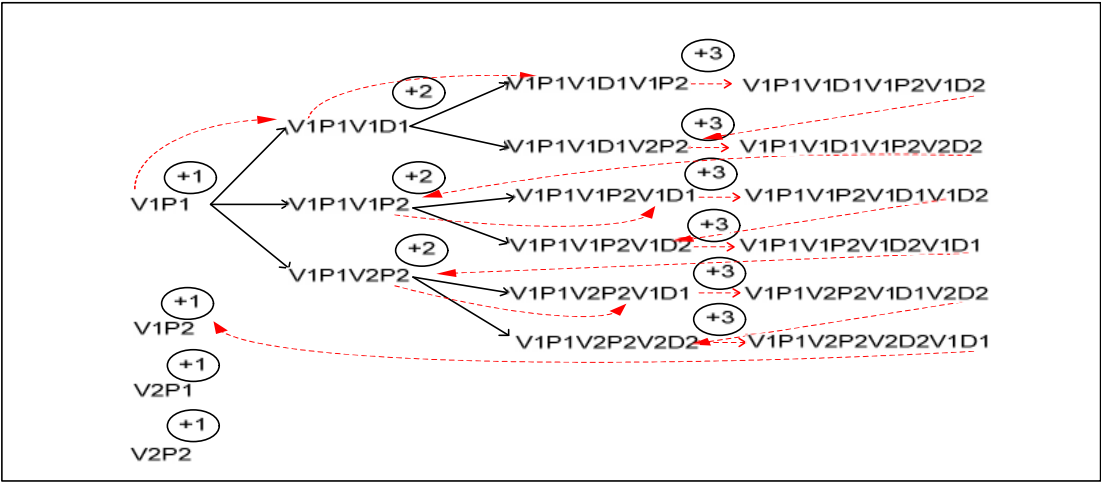 +3
V1P1V1D1V1P2 V1P1V1D1V1P2V1D2
+2
V1P1V1D1
+3
V1P1V1D1V2P2 V1P1V1D1V1P2V2D2
+1
+2
+3
V1P1 V1P1V1P2 V1P1V1P2V1D1 V1P1V1P2V1D1V1D2
+3
V1P1V1P2V1D2 V1P1V1P2V1D2V1D1
+2
V1P1V2P2
+3
V1P1V2P2V1D1 V1P1V2P2V1D1V2D2
+1
+3
V1P2 V1P1V2P2V2D2 V1P1V2P2V2D2V1D1
+1
V2P1
+1
V2P2